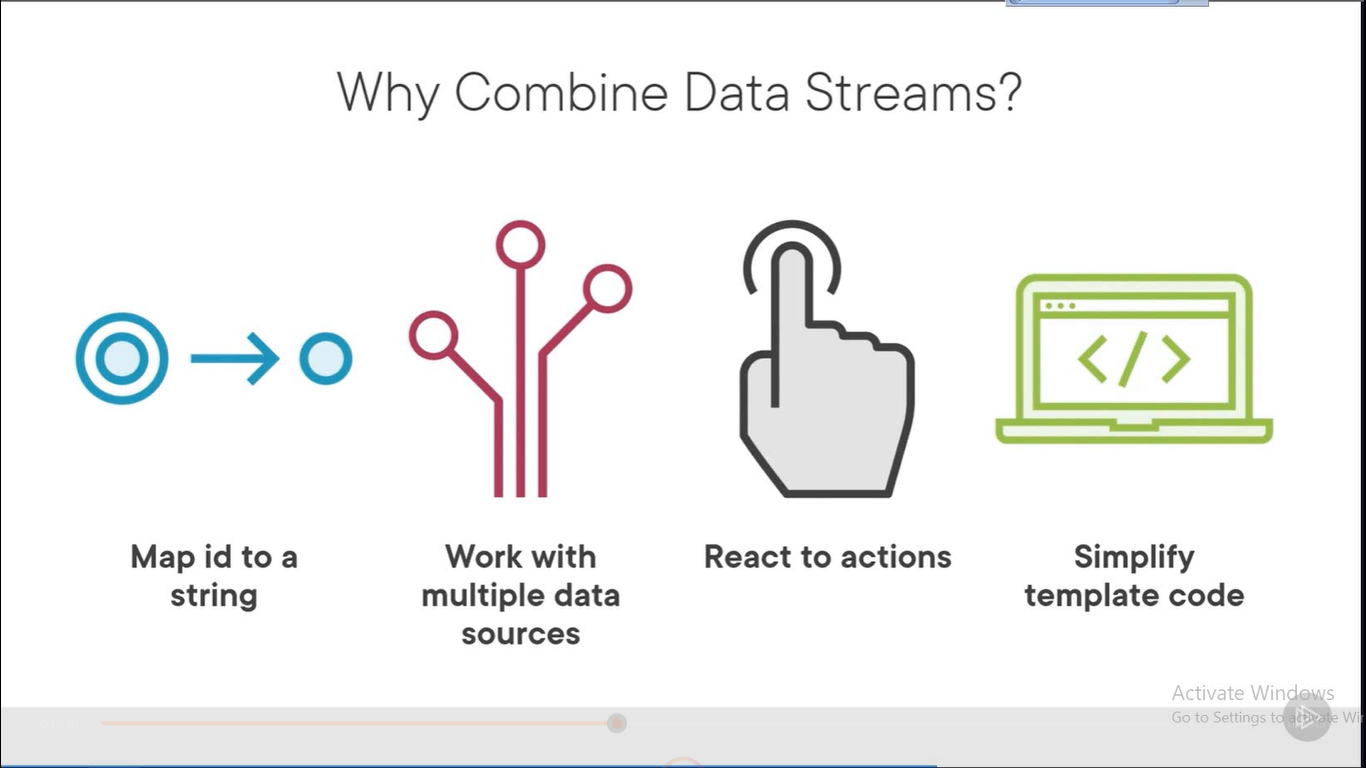 Why Combine Data Streams?
</>
Map id to a
string
Work with
multiple data
sources
React to actions
Simplify
template code
Activate Windows
Go to Settings to activate Wi